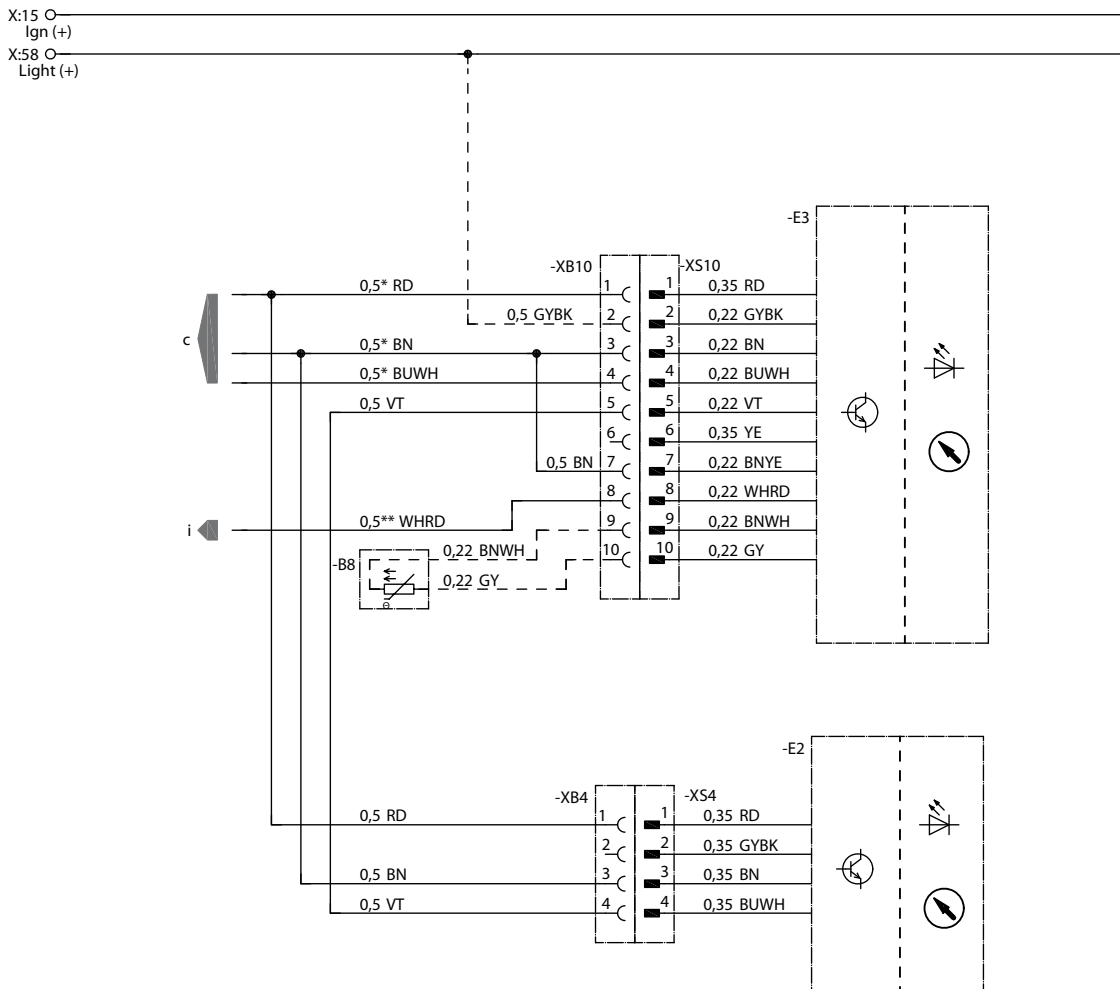 X:15
Ign (+)
X:58
Light (+)
-E3
-XB10 -XS10
0,5* RD 1 1 0,35 RD
0,5 GYBK 2 2 0,22 GYBK
c
0,5* BN 3 3 0,22 BN
0,5* BUWH 4 4 0,22 BUWH
0,5 VT 5 5 0,22 VT
6 6 0,35 YE
0,5 BN 7 7 0,22 BNYE
8 8 0,22 WHRD
i 0,5** WHRD 9 9 0,22 BNWH
0,22 BNWH 10 10 0,22 GY
-B8
0,22 GY
Θ
-E2
-XB4 -XS4
0,5 RD 1 1 0,35 RD
2 2 0,35 GYBK
0,5 BN 3 3 0,35 BN
0,5 VT 4 4 0,35 BUWH